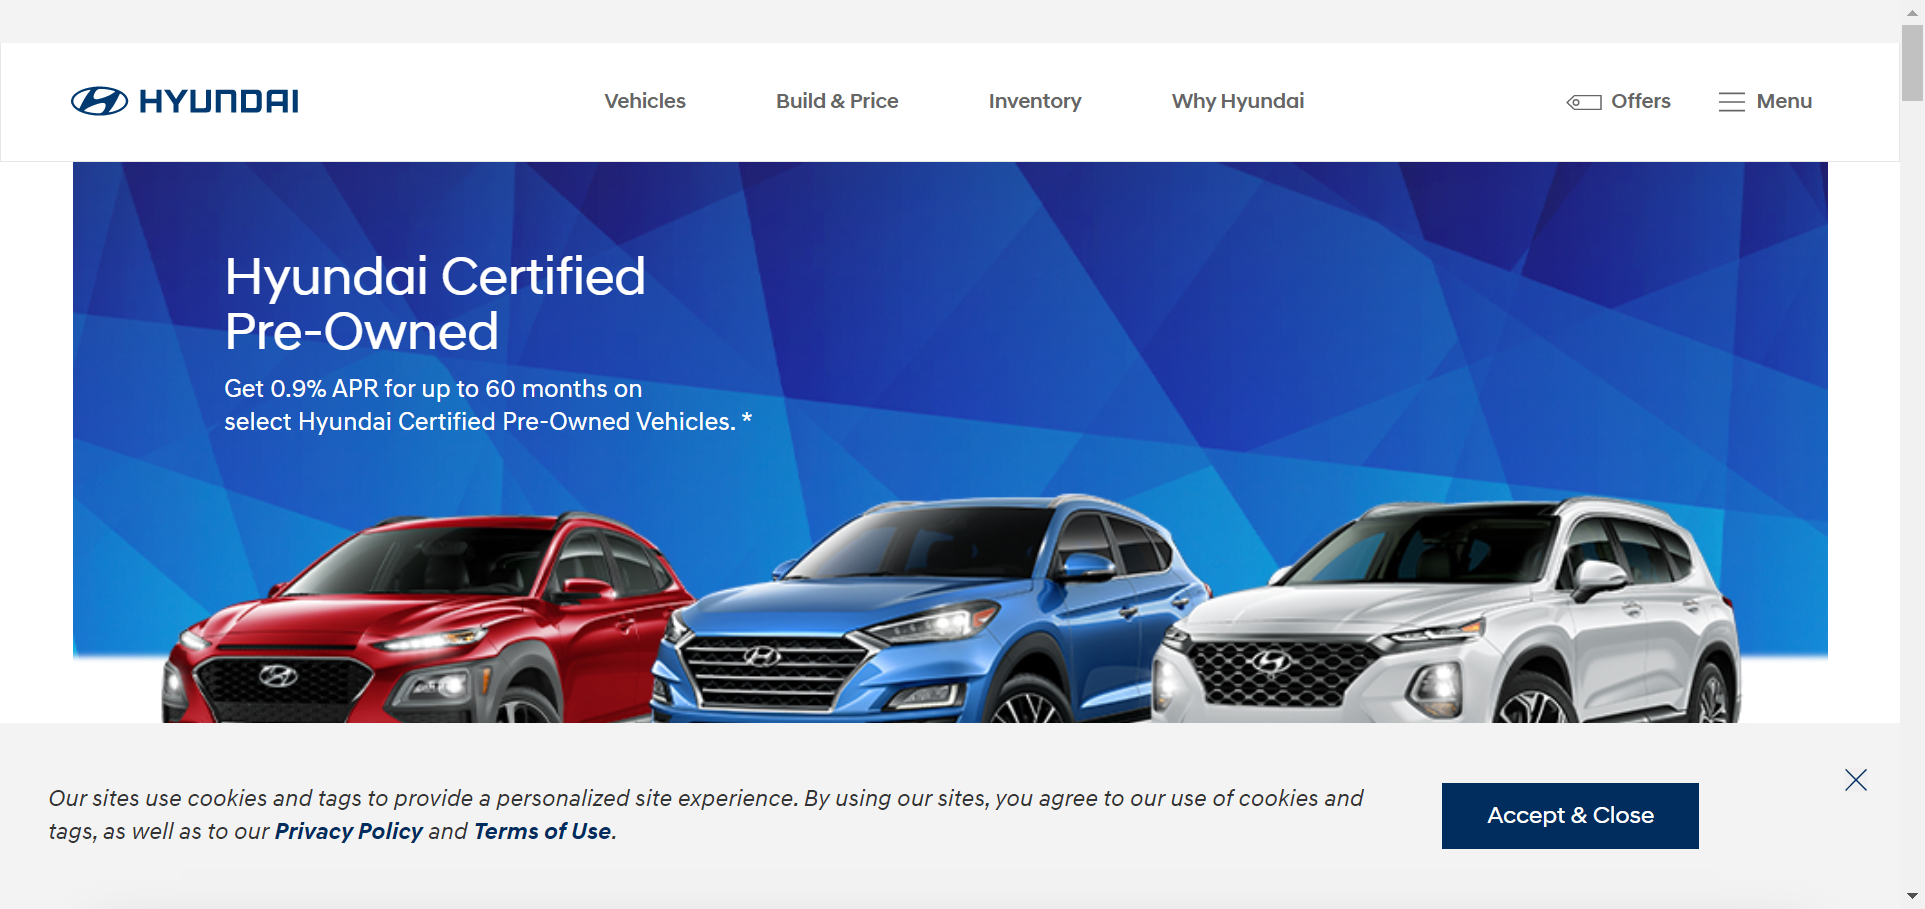 HYUNDAI
Vehicles
Build & Price
Inventory
Why Hyundai
Offers
Menu
Hyundai Certified
Pre-Owned
Get 0.9% APR for up to 60 months on
select Hyundai Certified Pre-Owned Vehicles. *
Our sites use cookies and tags to provide a personalized site experience. By using our sites, you agree to our use of cookies and
tags, as well as to our Privacy Policy and Terms of Use.
Accept & Close